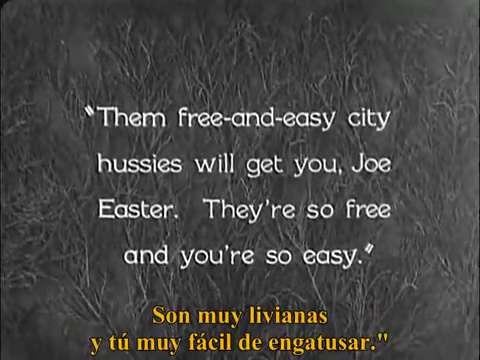 "Them free-and-easy city
hussies will get you, Joe
Easter. They're so free
and you're so easy."
Son muy livianas
y tú muy fácil de engatusar."